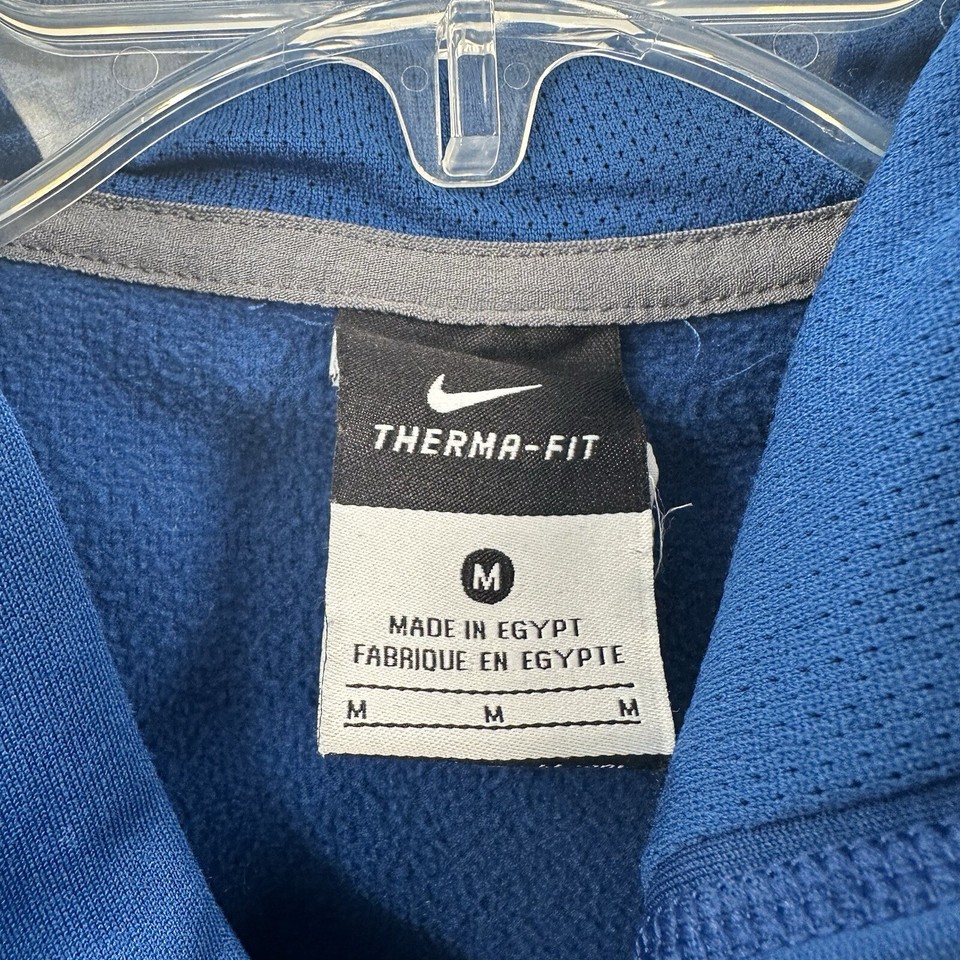 THERMA-FIT
M
MADE IN EGYPT
FABRIQUE EN EGYPTE
M M M